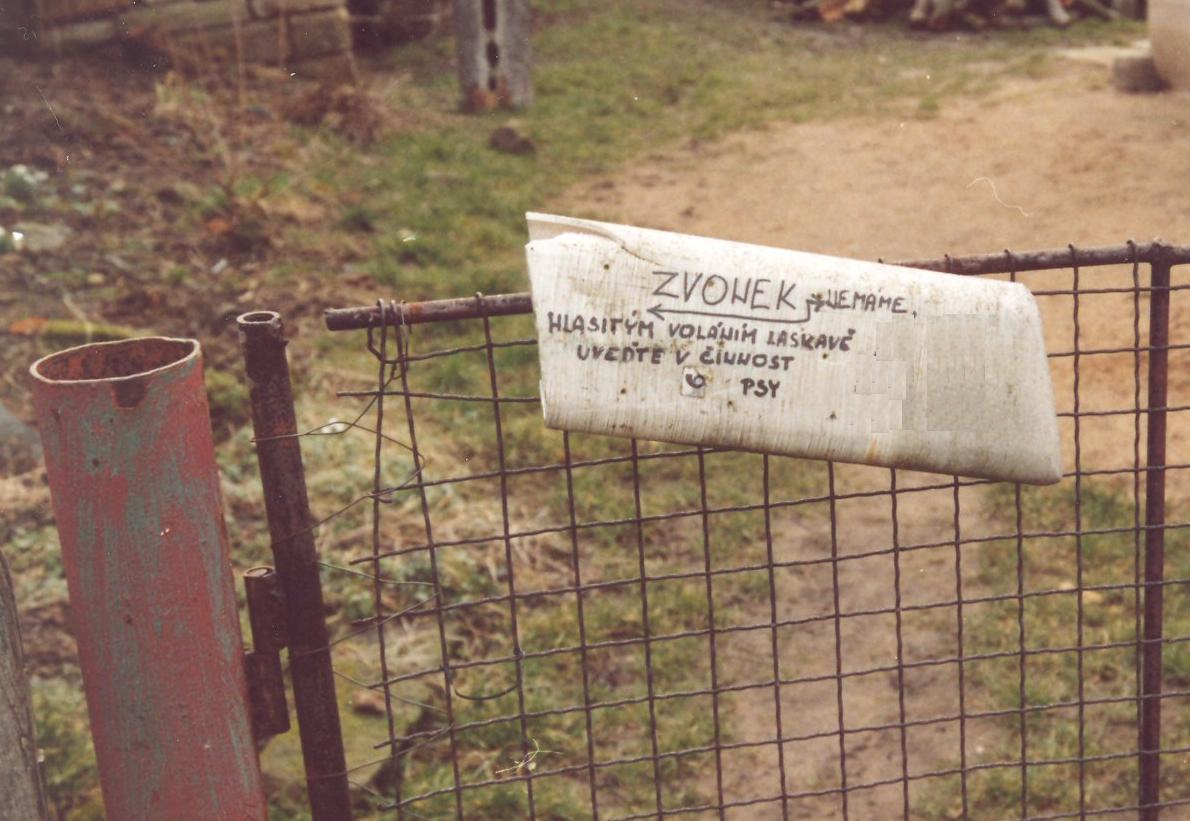 ZVONEK NEMÁME,
HLASITÝM VOLÁNÍM LASKAVĚ
UVEĎTE V ČINNOST
PSY